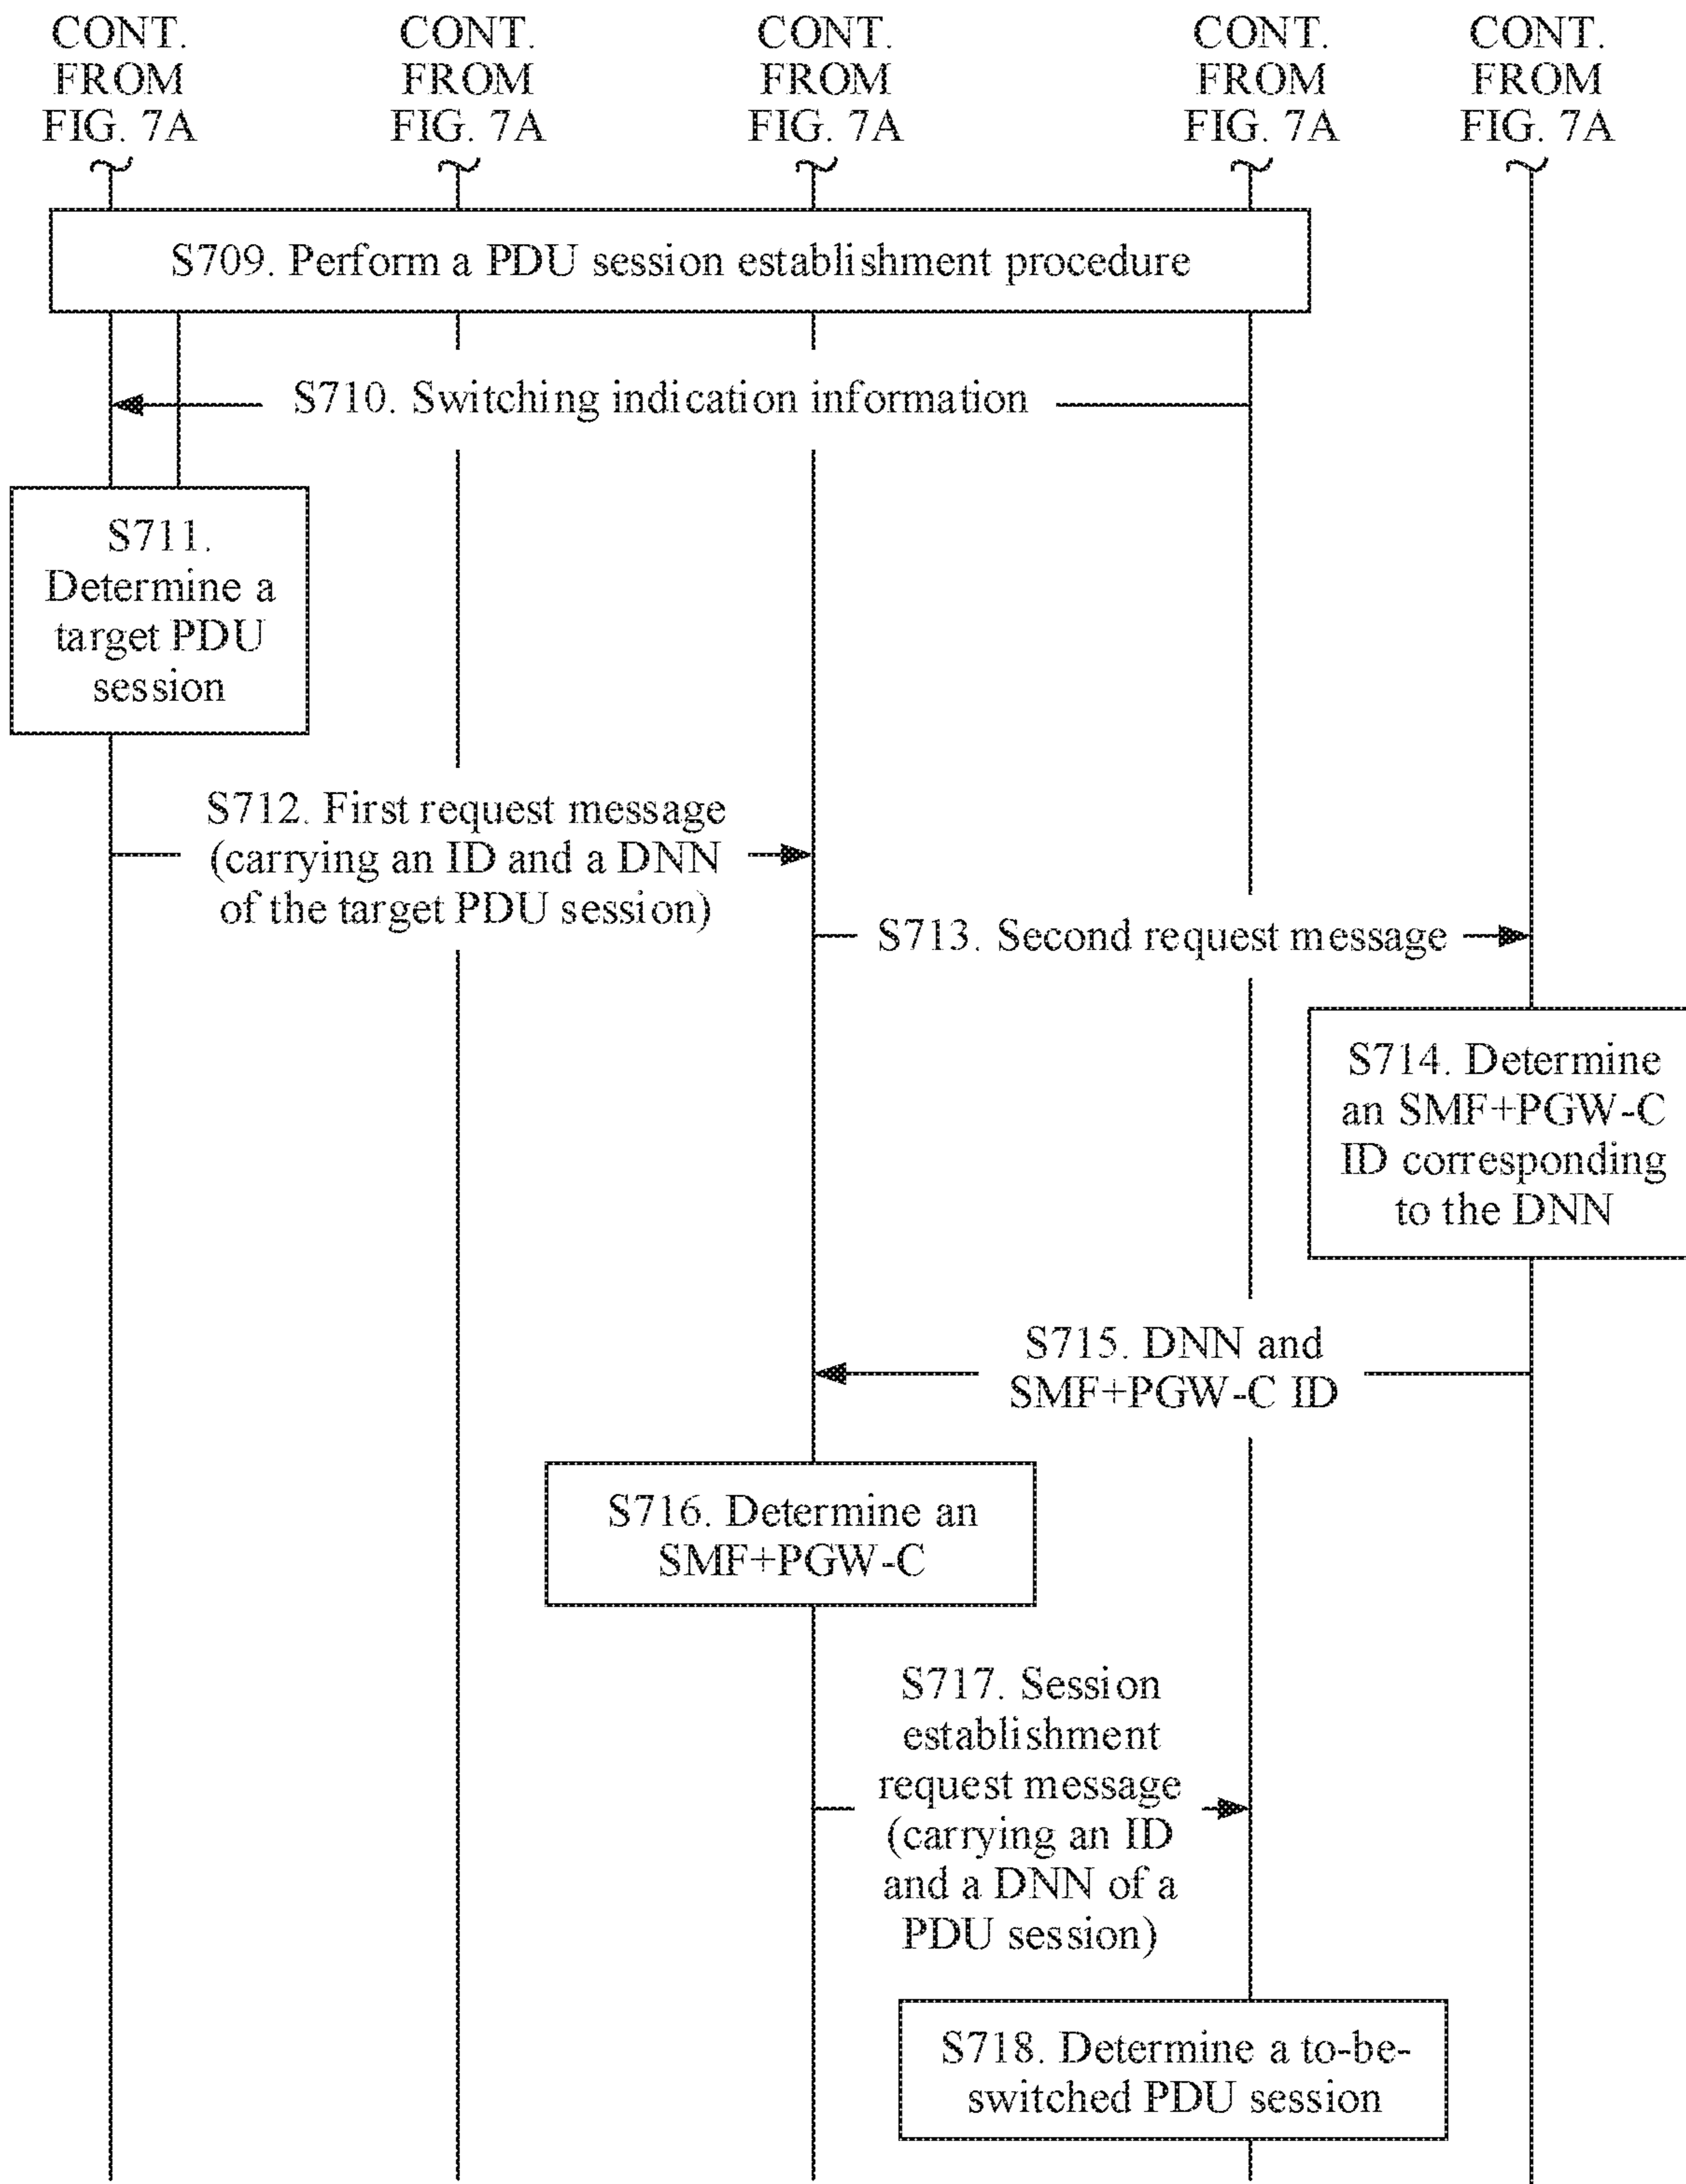 CONT.
FROM
FIG. 7A
CONT.
FROM
FIG. 7A
CONT.
FROM
FIG. 7A
CONT.
FROM
FIG. 7A
CONT.
FROM
FIG. 7A
S709. Perform a PDU session establishment procedure
S710. Switching indication information
S711.
Determine a
target PDU
session
S712. First request message
(carrying an ID and a DNN
of the target PDU session)
S713. Second request message
S714. Determine
an SMF+PGW-C
ID corresponding
to the DNN
S715. DNN and
SMF+PGW-C ID
S716. Determine an
SMF+PGW-C
S717. Session
establishment
request message
(carrying an ID
and a DNN of a
PDU session)
S718. Determine a to-be-
switched PDU session